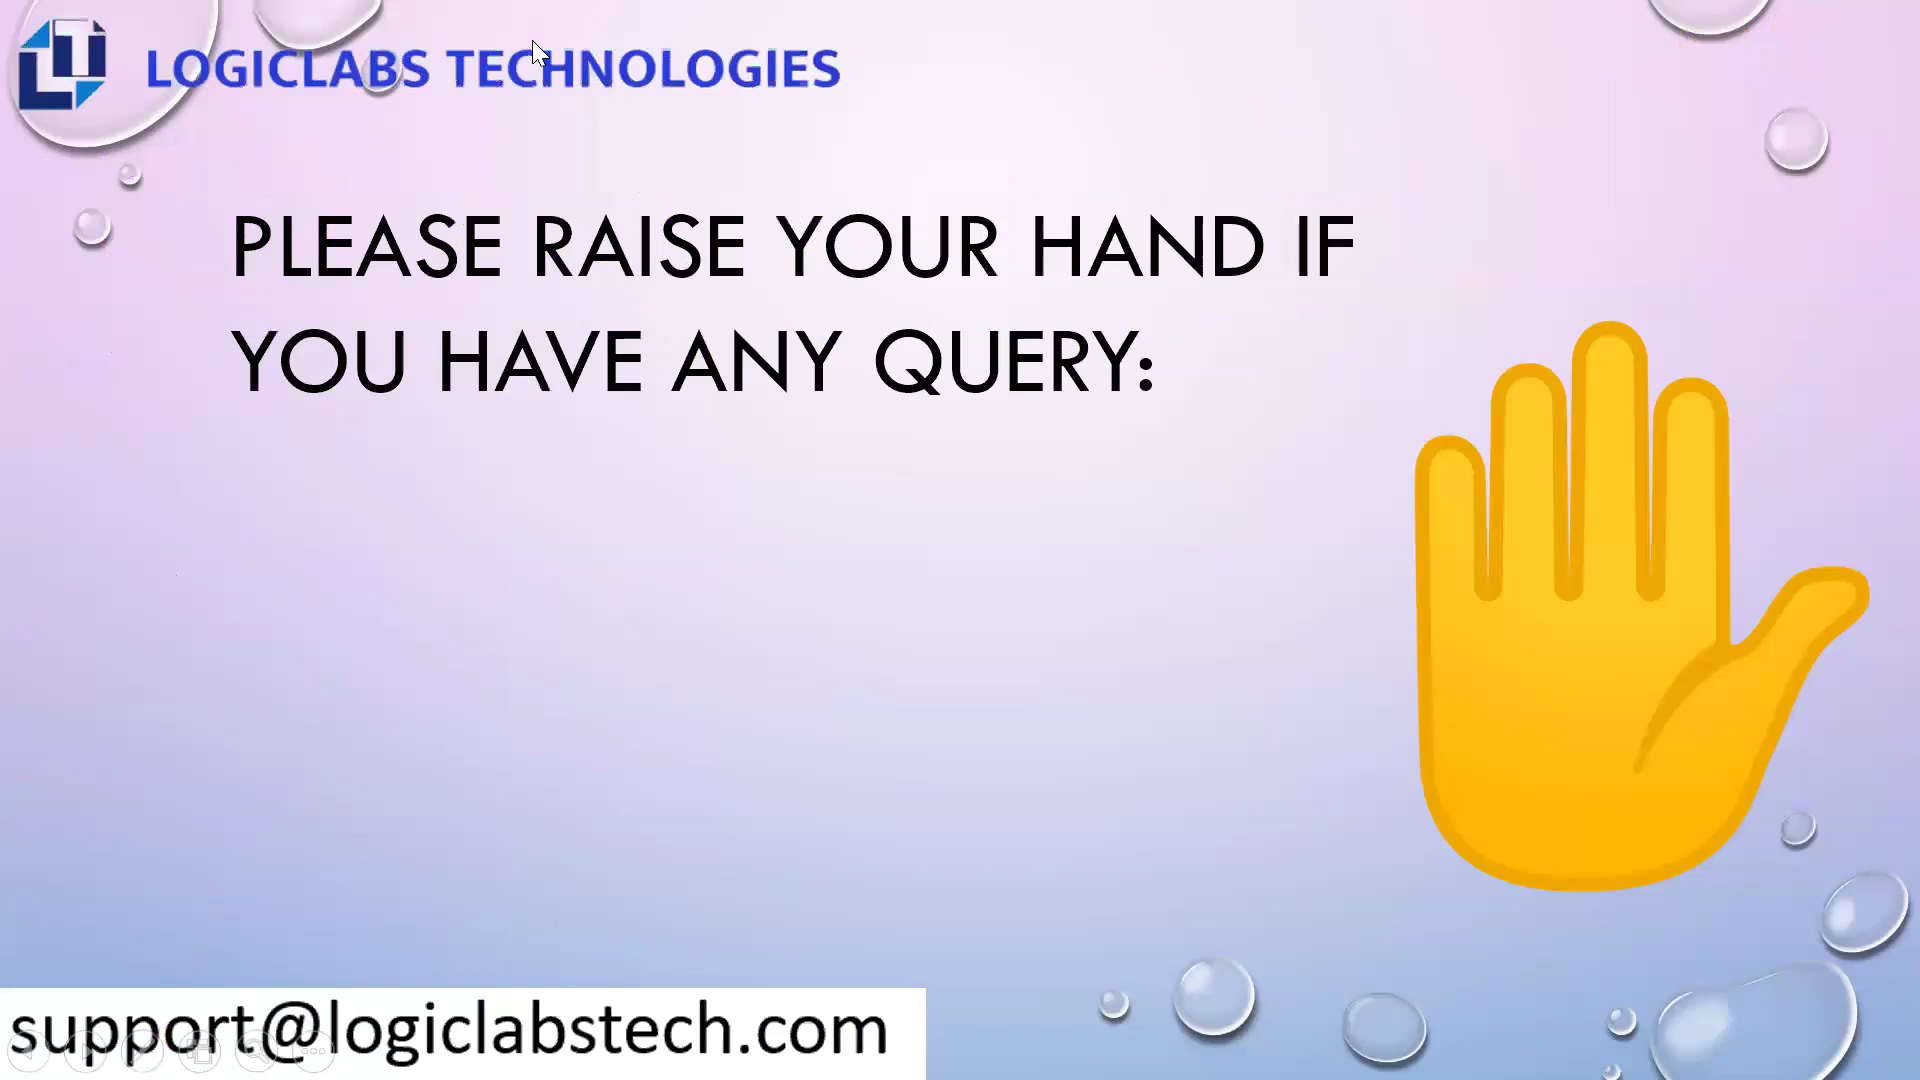 LOGICLABS TECHNOLOGIES
PLEASE RAISE YOUR HAND IF
YOU HAVE ANY QUERY:
support@logiclabstech.com